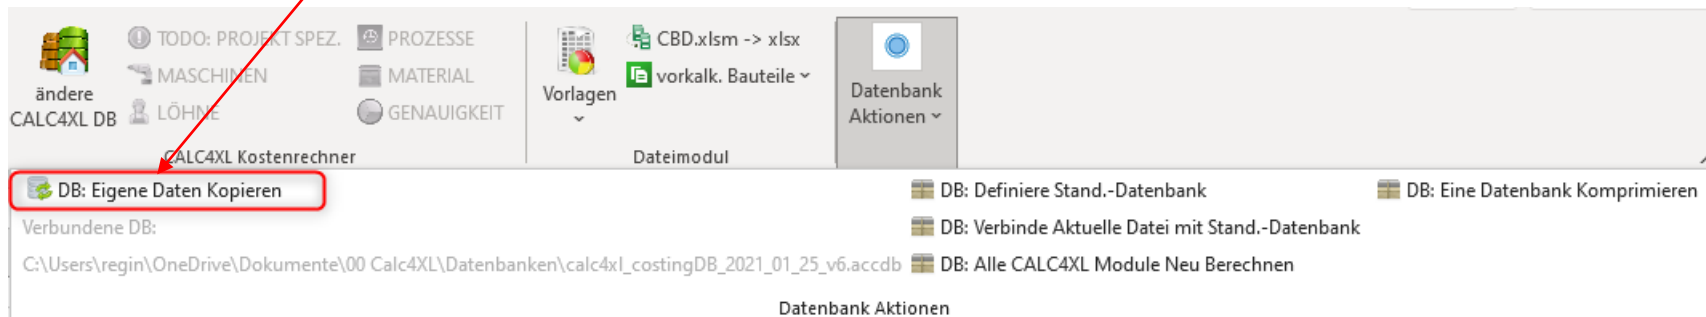 ändere
CALC4XL DB
TODO: PROJEKT SPEZ.
MASCHINEN
LÖHNE
PROZESSE
MATERIAL
GENAUIGKEIT
CALC4XL Kostenrechner
Vorlagen
CBD.xlsm -> xlsx
vorkalk. Bauteile
Dateimodul
Datenbank
Aktionen
DB: Eigene Daten Kopieren
Verbundene DB:
C:\Users\regin\OneDrive\Dokumente\00 Calc4XL\Datenbanken\calc4xl_costingDB_2021_01_25_v6.accdb
DB: Definiere Stand.-Datenbank
DB: Verbinde Aktuelle Datei mit Stand.-Datenbank
DB: Alle CALC4XL Module Neu Berechnen
DB: Eine Datenbank Komprimieren
Datenbank Aktionen